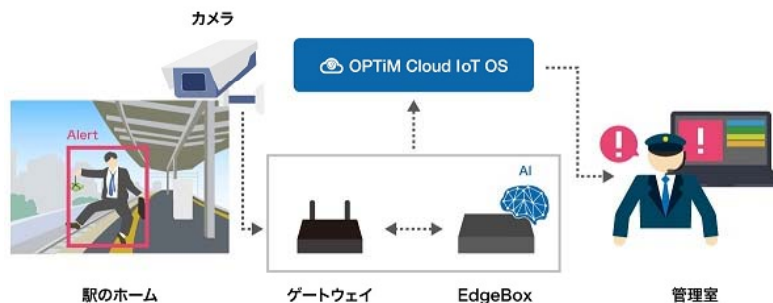 カメラ
OPTiM Cloud IoT OS
Alert
AI
!
!
駅のホーム
ゲートウェイ
EdgeBox
管理室